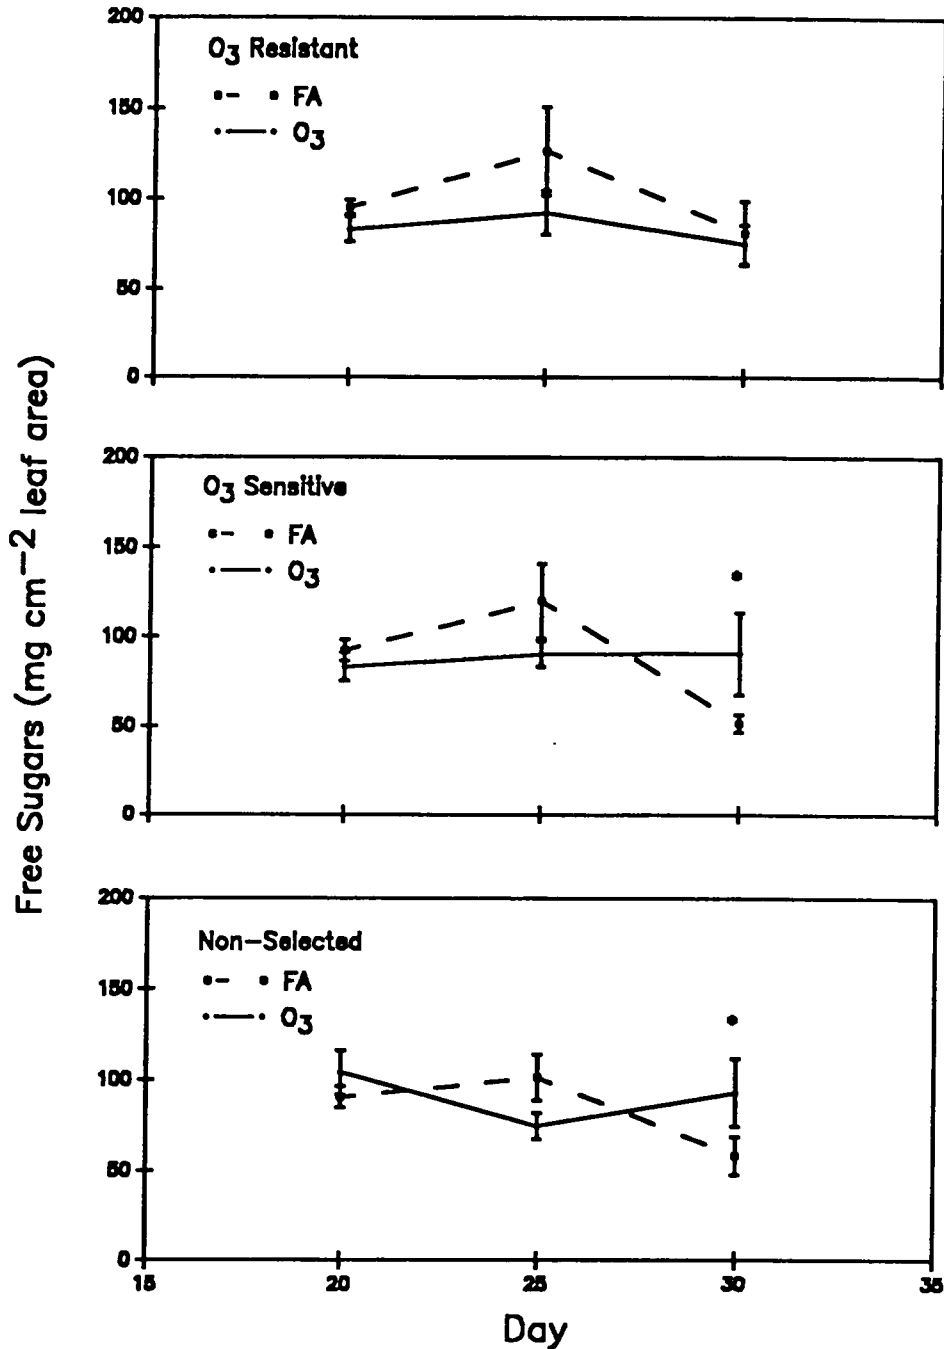 Free Sugars (mg cm⁻² leaf area)
200
150
100
50
0
O₃ Resistant
FA
O₃
200
150
100
50
0
O₃ Sensitive
FA
O₃
*
200
150
100
50
0
Non-Selected
FA
O₃
*
15 20 25 30 35
Day